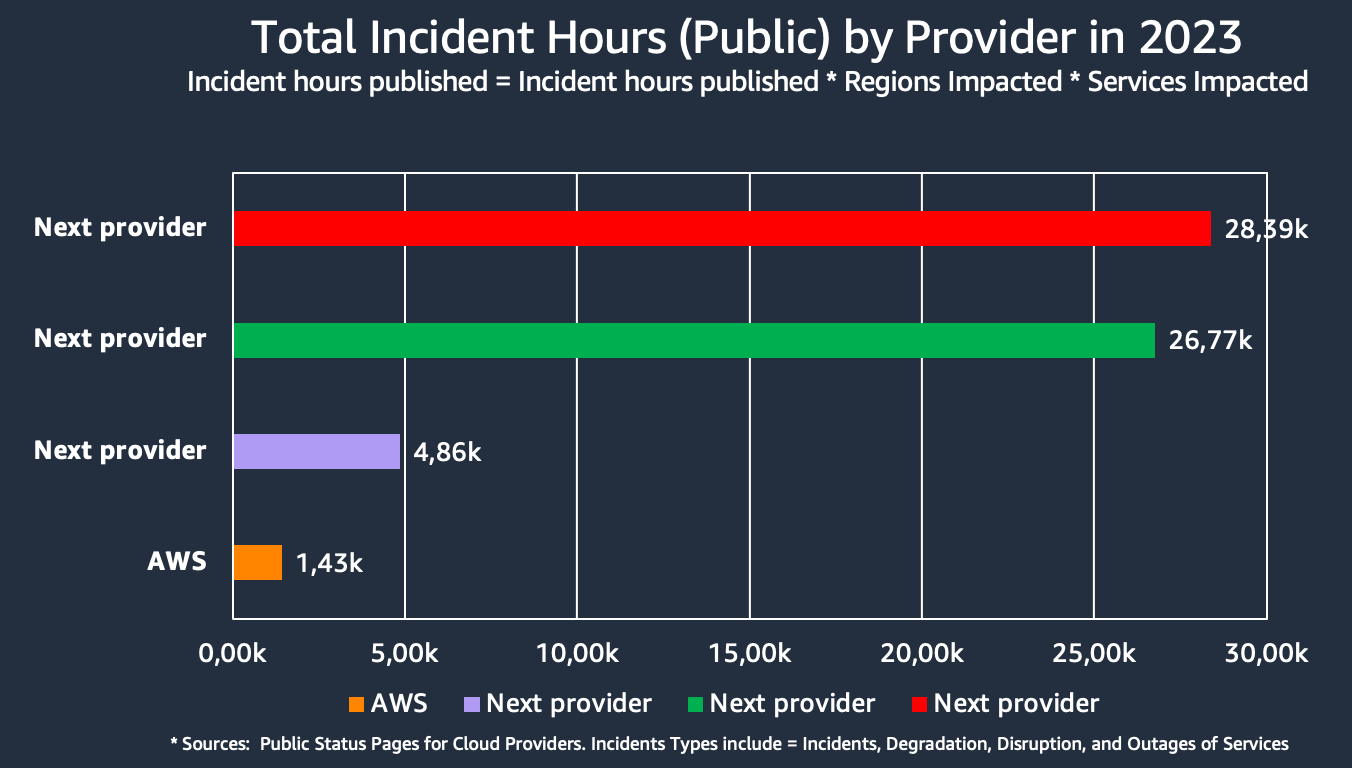 Total Incident Hours (Public) by Provider in 2023
Incident hours published = Incident hours published * Regions Impacted * Services Impacted
Next provider 28,39k
Next provider 26,77k
Next provider 4,86k
AWS 1,43k
0,00k 5,00k 10,00k 15,00k 20,00k 25,00k 30,00k
AWS Next provider Next provider Next provider
* Sources: Public Status Pages for Cloud Providers. Incidents Types include = Incidents, Degradation, Disruption, and Outages of Services